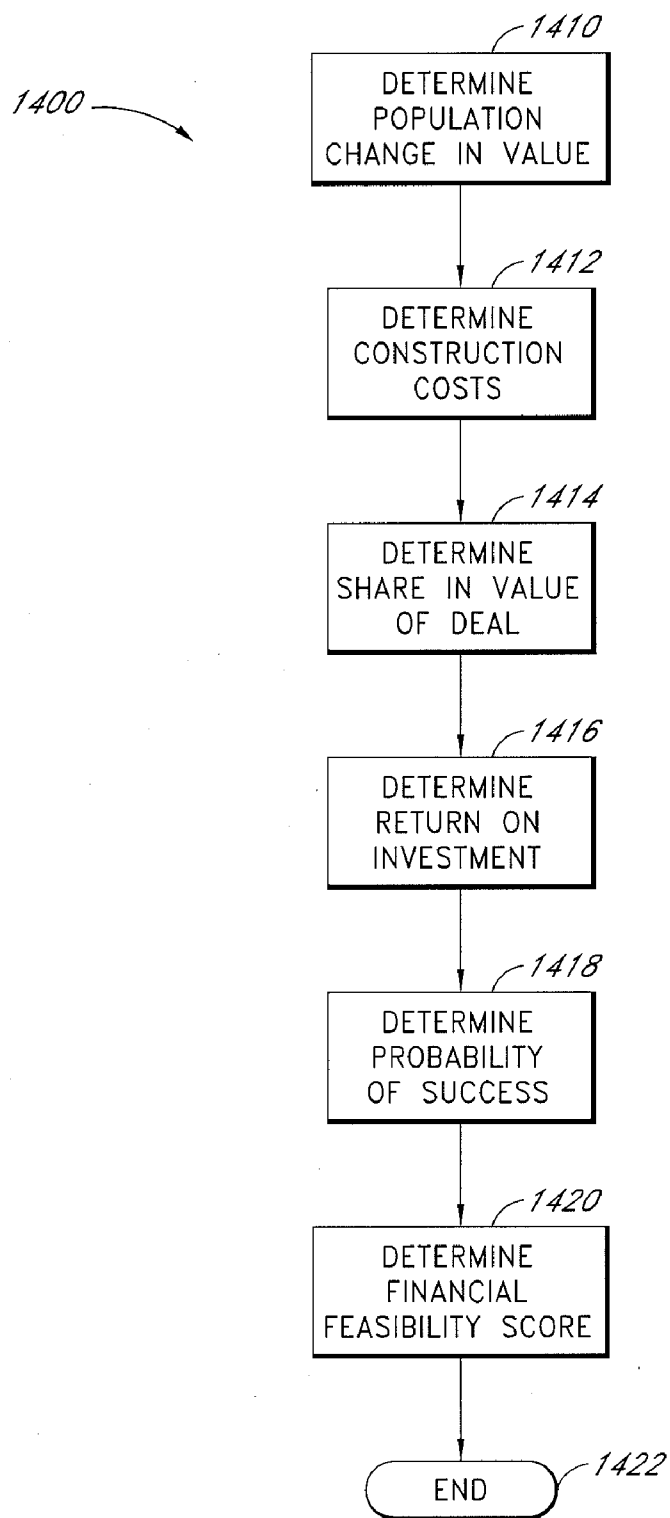 1400
1410
DETERMINE
POPULATION
CHANGE IN VALUE
1412
DETERMINE
CONSTRUCTION
COSTS
1414
DETERMINE
SHARE IN VALUE
OF DEAL
1416
DETERMINE
RETURN ON
INVESTMENT
1418
DETERMINE
PROBABILITY
OF SUCCESS
1420
DETERMINE
FINANCIAL
FEASIBILITY SCORE
1422
END